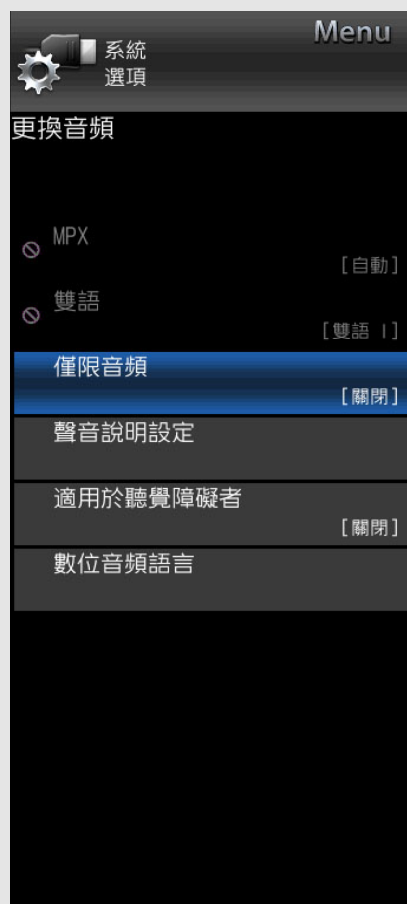 Menu
系統
選項
更換音頻
MPX
[自動]
雙語
[雙語 I]
僅限音頻
[關閉]
聲音說明設定
適用於聽覺障礙者
[關閉]
數位音頻語言